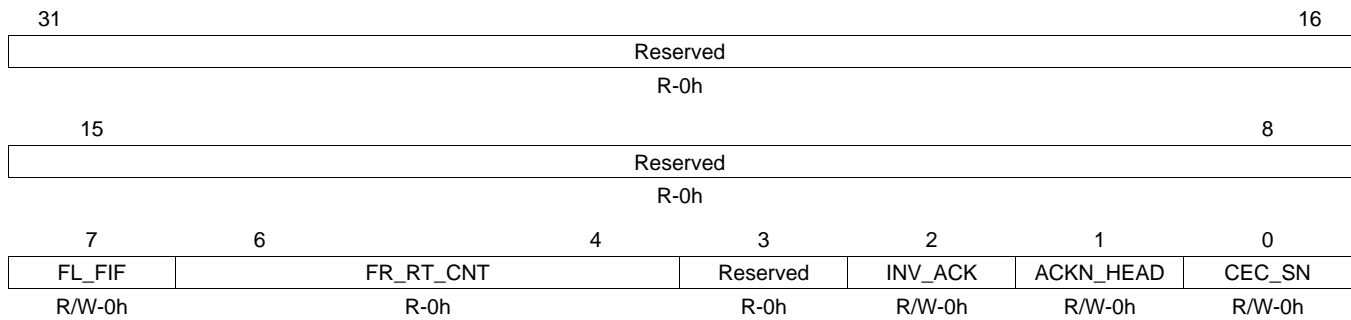 31 16
Reserved
R-0h
15 8
Reserved
R-0h
7 6 4 3 2 1 0
FL_FIF FR_RT_CNT Reserved INV_ACK ACKN_HEAD CEC_SN
R/W-0h R-0h R-0h R/W-0h R/W-0h R/W-0h